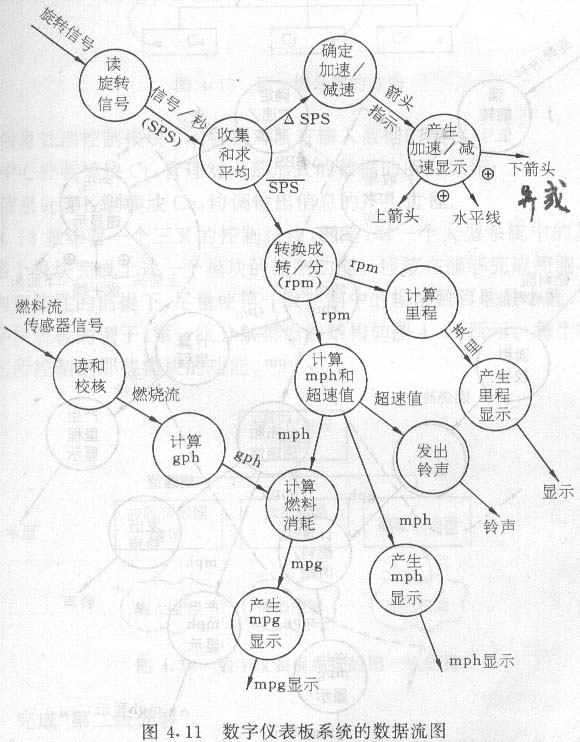 旋转信号
读
旋转
信号
信号/秒
(SPS)
收集
和求
平均
Δ SPS
确定
加速/
减速
箭头
指示
产生
加速/减
速显示
下箭头
⊕
⊕
异或
上箭头
水平线
SPS
转换成
转/分
(rpm)
rpm
计算
里程
英里
产生
里程
显示
显示
rpm
燃料流
传感器信号
读和
校核
燃烧流
计算
gph
gph
计算
mph和
超速值
超速值
发出
铃声
铃声
mph
计算
燃料
消耗
mph
产生
mph
显示
mph显示
mpg
产生
mpg
显示
mpg显示
图 4.11 数字仪表板系统的数据流图